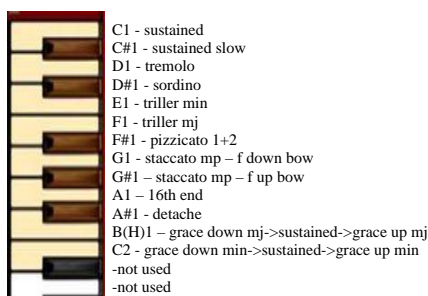 C1 - sustained
C#1 - sustained slow
D1 - tremolo
D#1 - sordino
E1 - triller min
F1 - triller mj
F#1 - pizzicato 1+2
G1 - staccato mp – f down bow
G#1 – staccato mp – f up bow
A1 – 16th end
A#1 - detache
B(H)1 – grace down mj->sustained->grace up mj
C2 - grace down min->sustained->grace up min
-not used
-not used